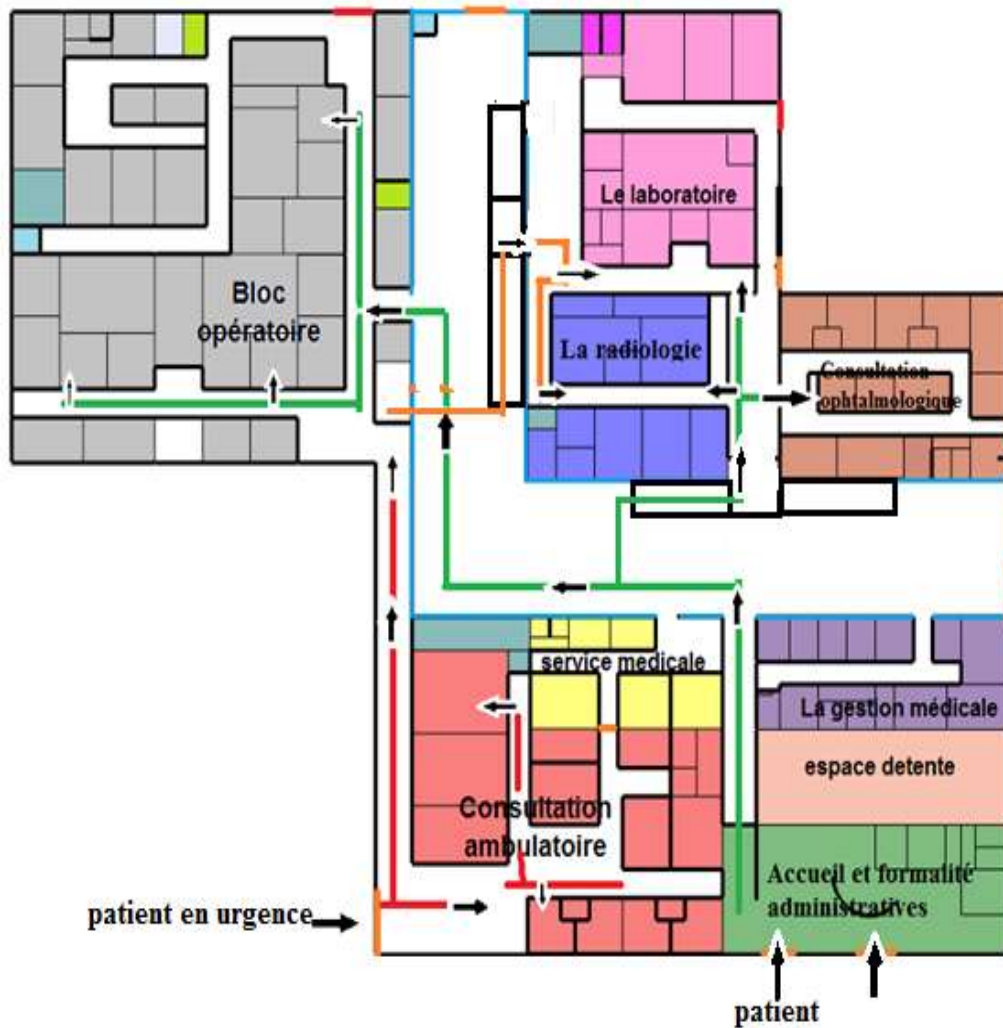 Le laboratoire
Bloc
opératoire
La radiologie
Consultation
ophtalmologique
service medicale
La gestion médicale
espace detente
Consultation
ambulatoire
Accueil et formalité
administratives
patient en urgence
patient